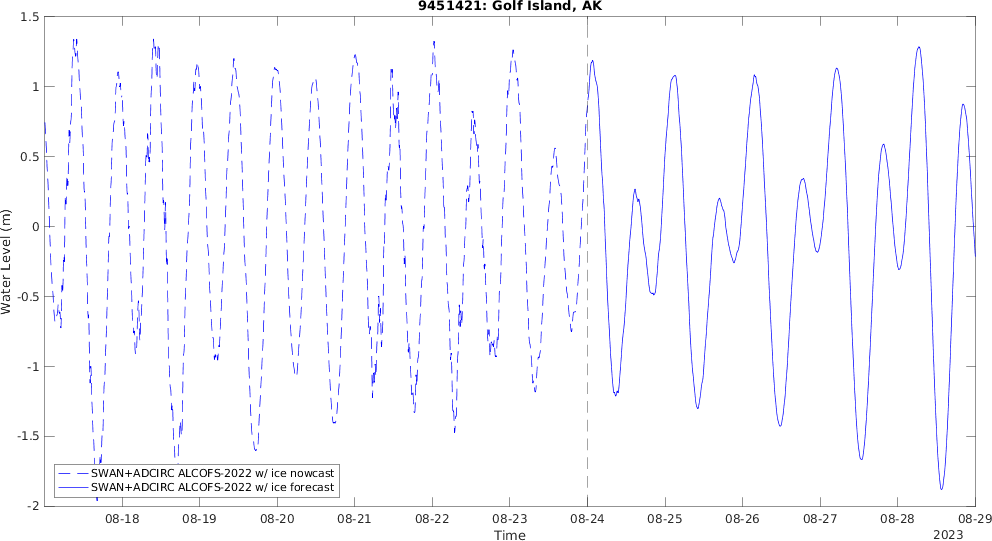 9451421: Golf Island, AK
1.5
1
0.5
0
-0.5
-1
-1.5
-2
Water Level (m)
SWAN+ADCIRC ALCOFS-2022 w/ ice nowcast
SWAN+ADCIRC ALCOFS-2022 w/ ice forecast
08-18 08-19 08-20 08-21 08-22 08-23 08-24 08-25 08-26 08-27 08-28 08-29
Time
2023